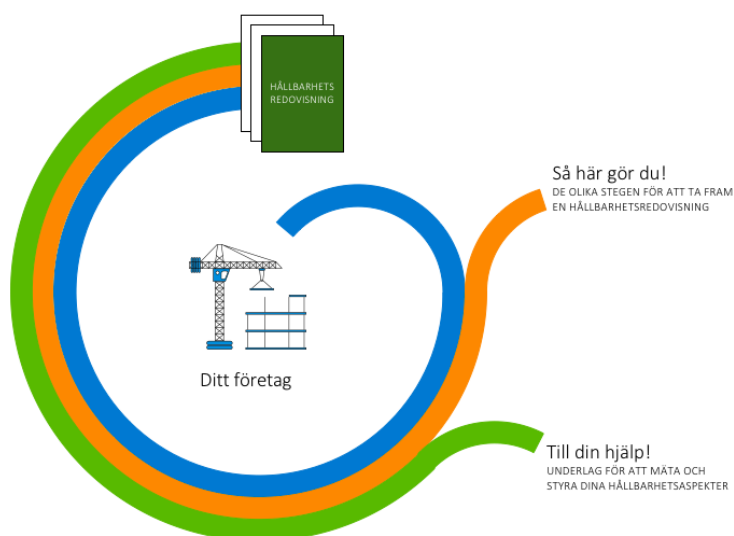 HÅLLBARHETS
REDOVISNING
Så här gör du!
DE OLIKA STEGEN FÖR ATT TA FRAM
EN HÅLLBARHETSREDOVISNING
Ditt företag
Till din hjälp!
UNDERLAG FÖR ATT MÄTA OCH
STYRA DINA HÅLLBARHETSASPEKTER